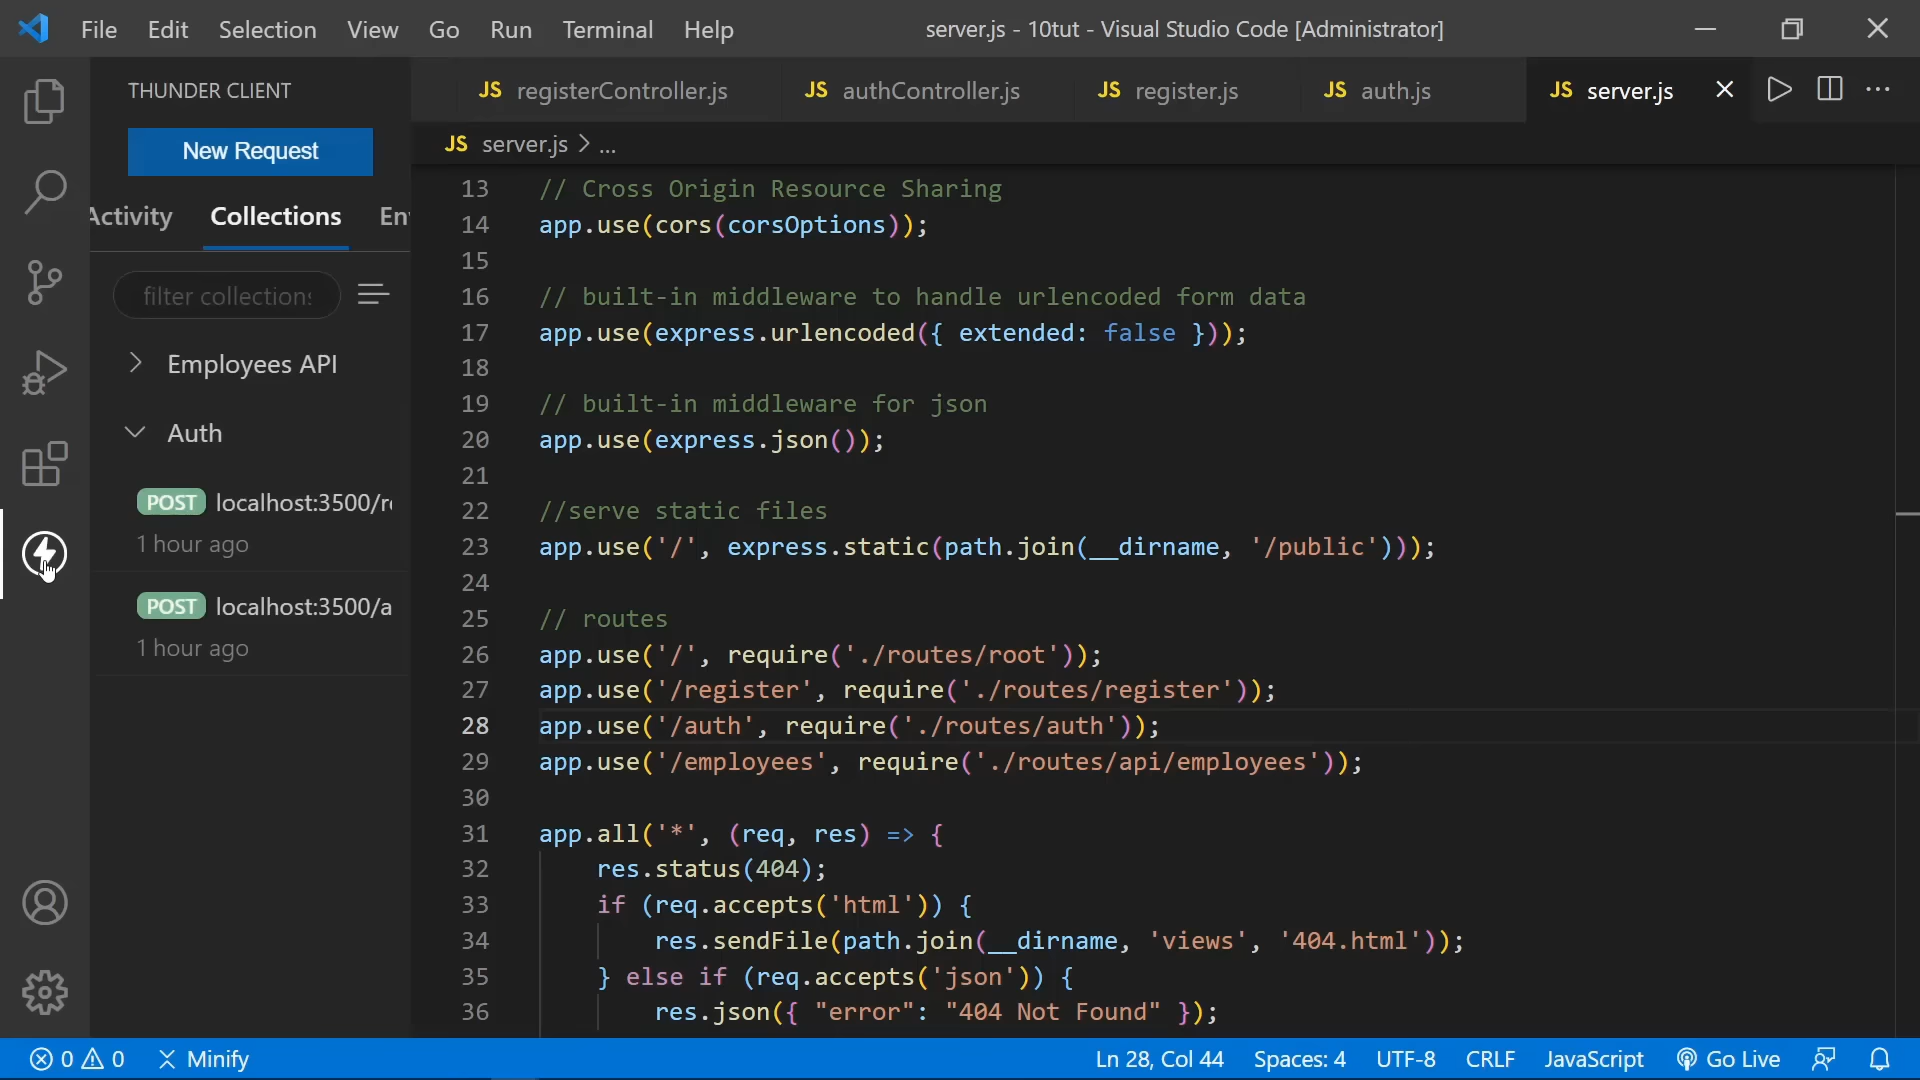 File Edit Selection View Go Run Terminal Help
server.js - 10tut - Visual Studio Code [Administrator]
THUNDER CLIENT
New Request
Activity Collections En
filter collections
Employees API
Auth
POST localhost:3500/r
1 hour ago
POST localhost:3500/a
1 hour ago
JS registerController.js JS authController.js JS register.js JS auth.js JS server.js
JS server.js > ...
13 // Cross Origin Resource Sharing
14 app.use(cors(corsOptions));
15
16 // built-in middleware to handle urlencoded form data
17 app.use(express.urlencoded({ extended: false }));
18
19 // built-in middleware for json
20 app.use(express.json());
21
22 //serve static files
23 app.use('/', express.static(path.join(__dirname, '/public')));
24
25 // routes
26 app.use('/', require('./routes/root'));
27 app.use('/register', require('./routes/register'));
28 app.use('/auth', require('./routes/auth'));
29 app.use('/employees', require('./routes/api/employees'));
30
31 app.all('*', (req, res) => {
32 res.status(404);
33 if (req.accepts('html')) {
34 res.sendFile(path.join(__dirname, 'views', '404.html'));
35 } else if (req.accepts('json')) {
36 res.json({ "error": "404 Not Found" });
0 0 Minify
Ln 28, Col 44 Spaces: 4 UTF-8 CRLF JavaScript Go Live